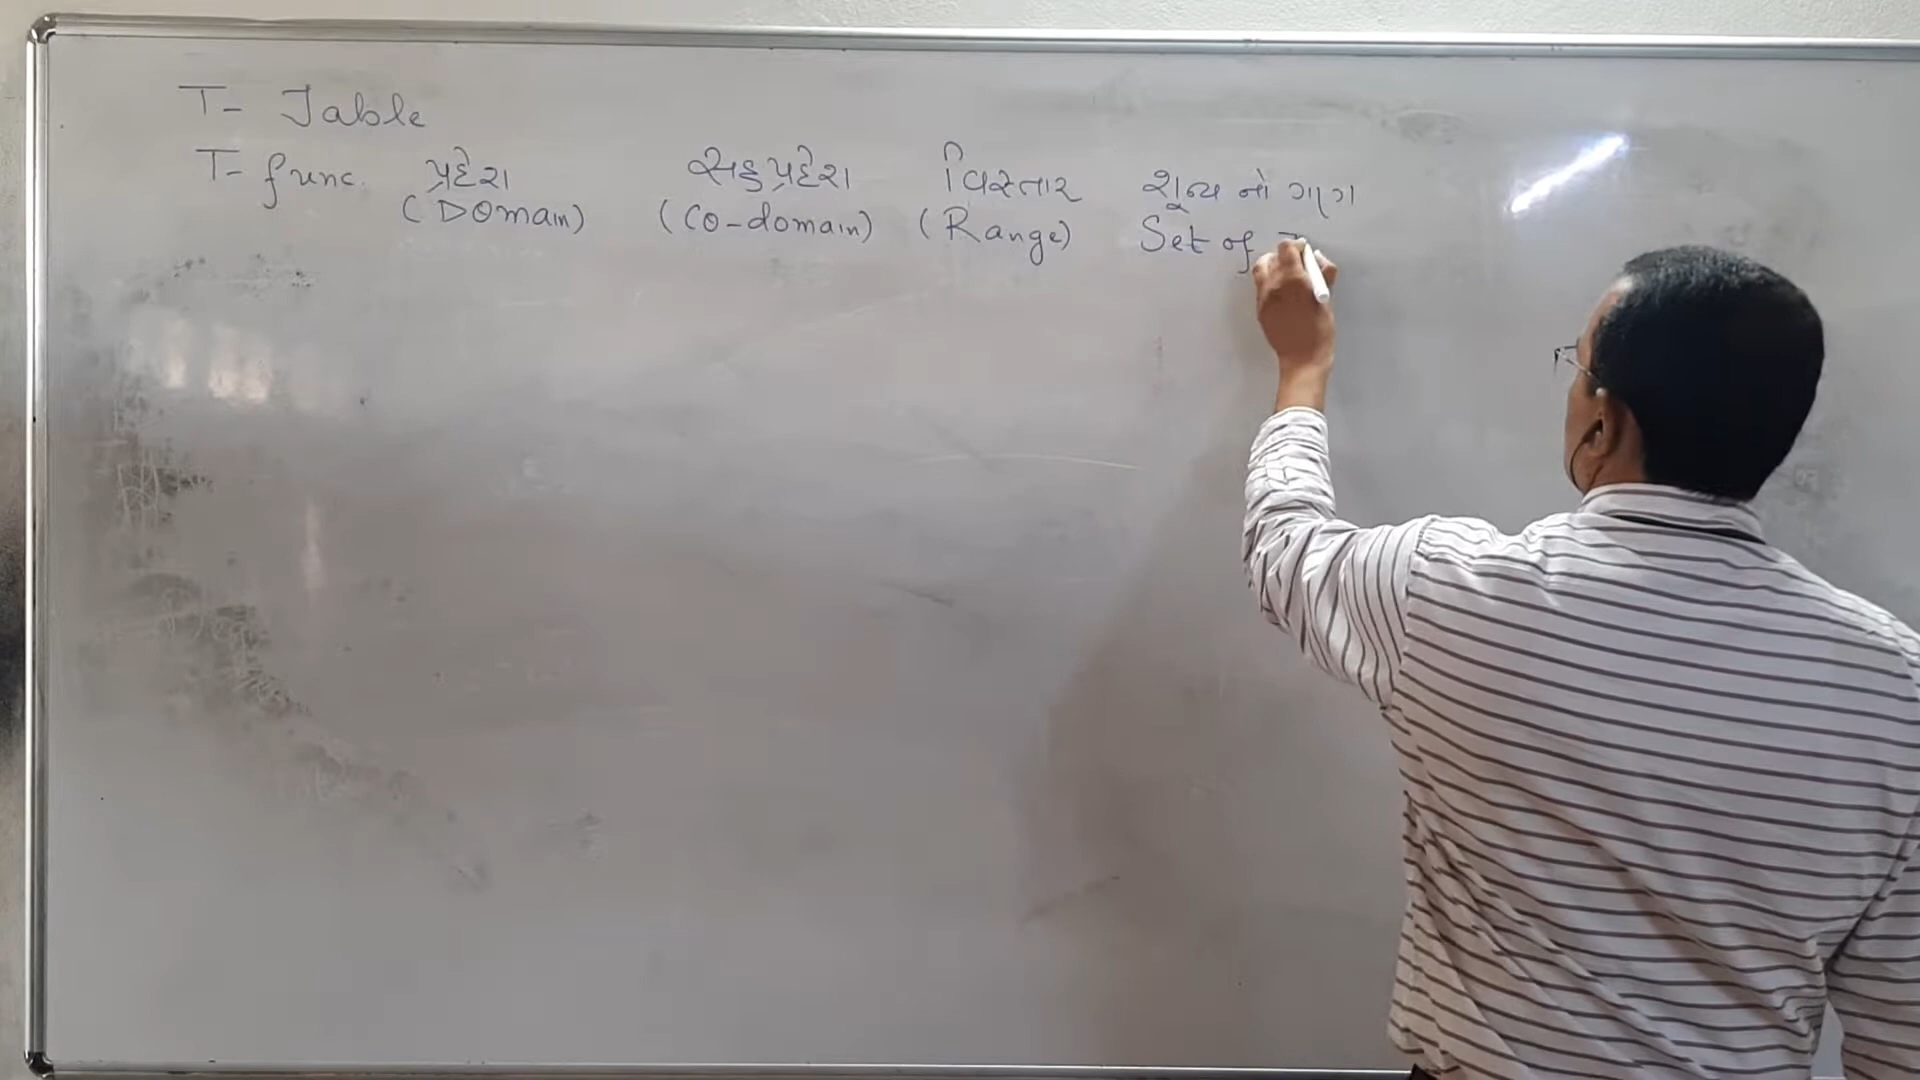 T- Table
T- func. પ્રદેશ સહપ્રદેશ વિસ્તાર શૂન્ય નો ગણ
(Domain) (Co-domain) (Range) Set of